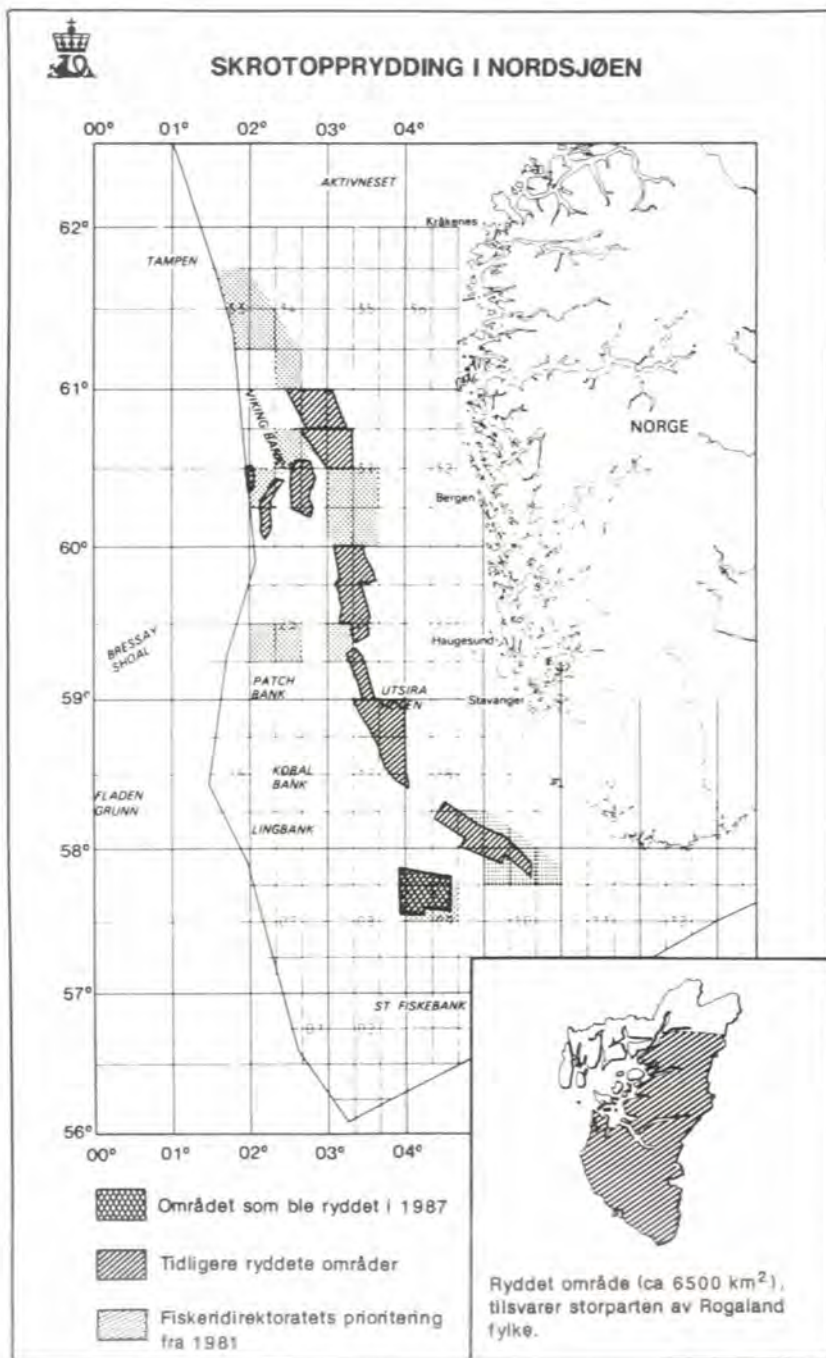 SKROTOPPRYDDING I NORDSJØEN
00° 01° 02° 03° 04°
AKTIVNESET
Kråkenes
62°
TAMPEN
61°
VIKING BANK
NORGE
Bergen
60°
BRESSAY SHOAL
Haugesund
PATCH BANK
UTSIRA
59°
Stavanger
KOBAL BANK
FLADEN GRUNN
LINGBANK
58°
57°
ST FISKEBANK
56°
00° 01° 02° 03° 04°
Området som ble ryddet i 1987
Tidligere ryddete områder
Fiskeridirektoratets prioritering
fra 1981
Ryddet område (ca 6500 km²),
tilsvarer storparten av Rogaland
fylke.